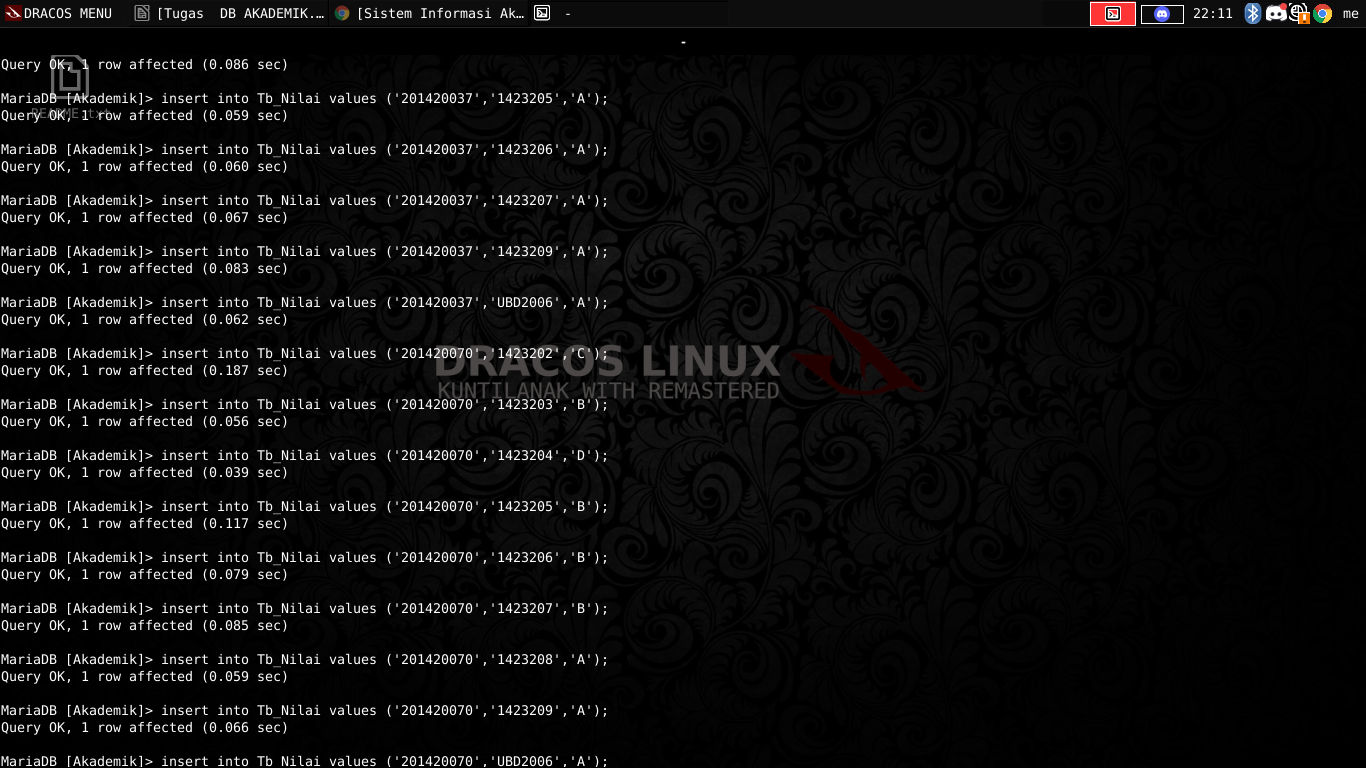 DRACOS MENU [Tugas  DB AKADEMIK.... [Sistem Informasi Ak... - 22:11 me
-
Query OK, 1 row affected (0.086 sec)
MariaDB [Akademik]> insert into Tb_Nilai values ('201420037','1423205','A');
README.txt
Query OK, 1 row affected (0.059 sec)
MariaDB [Akademik]> insert into Tb_Nilai values ('201420037','1423206','A');
Query OK, 1 row affected (0.060 sec)
MariaDB [Akademik]> insert into Tb_Nilai values ('201420037','1423207','A');
Query OK, 1 row affected (0.067 sec)
MariaDB [Akademik]> insert into Tb_Nilai values ('201420037','1423209','A');
Query OK, 1 row affected (0.083 sec)
MariaDB [Akademik]> insert into Tb_Nilai values ('201420037','UBD2006','A');
Query OK, 1 row affected (0.062 sec)
MariaDB [Akademik]> insert into Tb_Nilai values ('201420070','1423202','C');
DRACOS LINUX
Query OK, 1 row affected (0.187 sec)
KUNTILANAK WITH REMASTERED
MariaDB [Akademik]> insert into Tb_Nilai values ('201420070','1423203','B');
Query OK, 1 row affected (0.056 sec)
MariaDB [Akademik]> insert into Tb_Nilai values ('201420070','1423204','D');
Query OK, 1 row affected (0.039 sec)
MariaDB [Akademik]> insert into Tb_Nilai values ('201420070','1423205','B');
Query OK, 1 row affected (0.117 sec)
MariaDB [Akademik]> insert into Tb_Nilai values ('201420070','1423206','B');
Query OK, 1 row affected (0.079 sec)
MariaDB [Akademik]> insert into Tb_Nilai values ('201420070','1423207','B');
Query OK, 1 row affected (0.085 sec)
MariaDB [Akademik]> insert into Tb_Nilai values ('201420070','1423208','A');
Query OK, 1 row affected (0.059 sec)
MariaDB [Akademik]> insert into Tb_Nilai values ('201420070','1423209','A');
Query OK, 1 row affected (0.066 sec)
MariaDB [Akademik]> insert into Tb_Nilai values ('201420070','UBD2006','A');